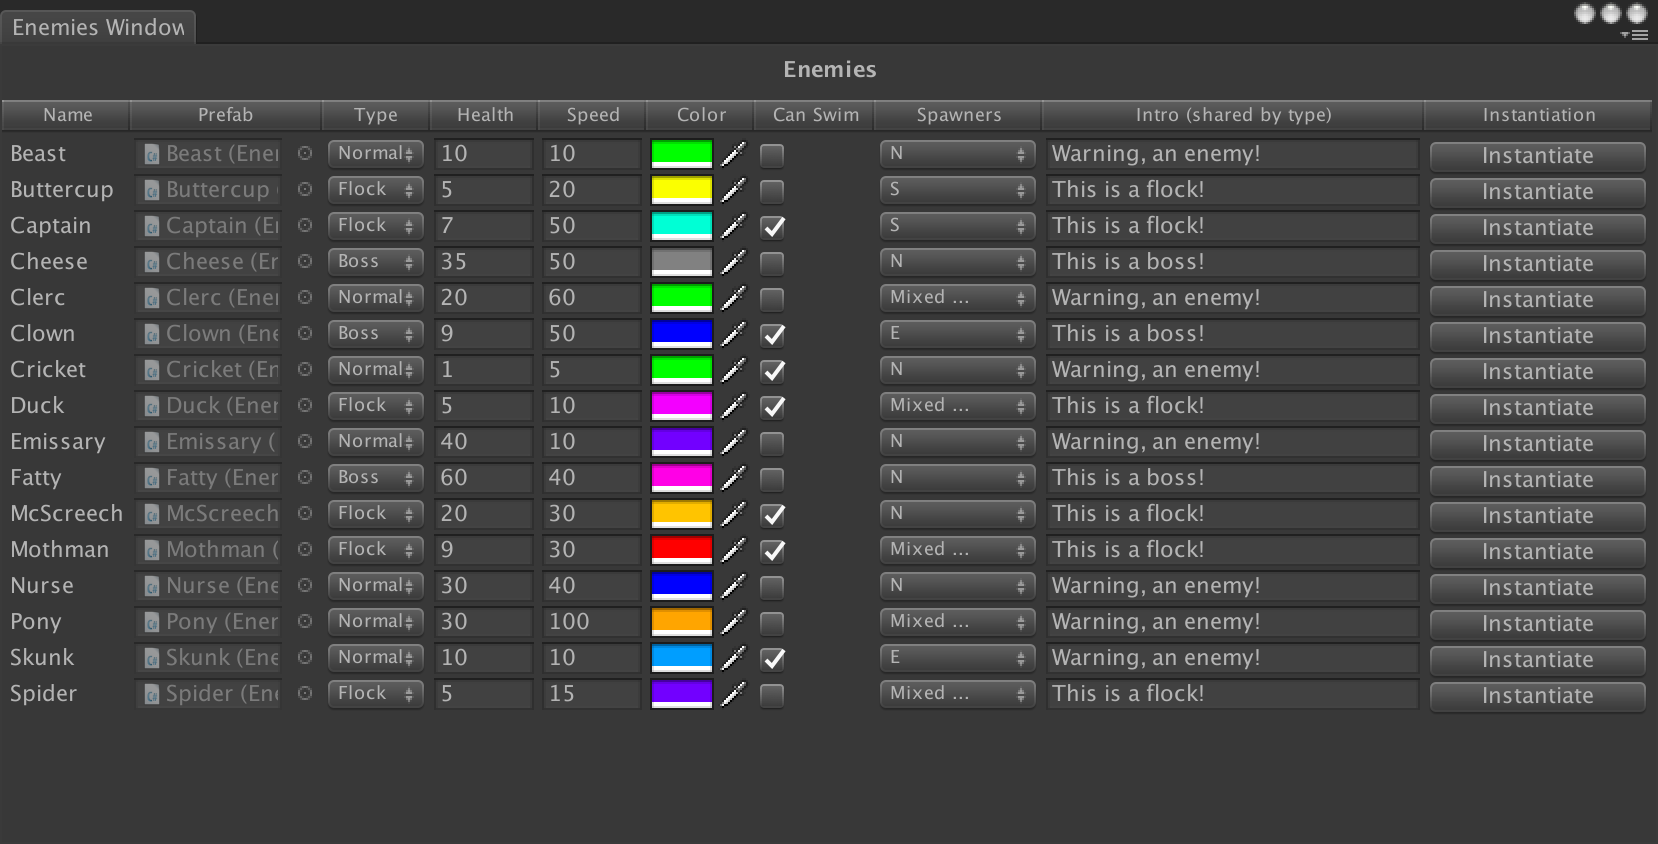 Enemies Window
Enemies
Name Prefab Type Health Speed Color Can Swim Spawners Intro (shared by type) Instantiation
Beast Beast (Ener Normal 10 10 N Warning, an enemy! Instantiate
Buttercup Buttercup ( Flock 5 20 S This is a flock! Instantiate
Captain Captain (Er Flock 7 50 S This is a flock! Instantiate
Cheese Cheese (Er Boss 35 50 N This is a boss! Instantiate
Clerc Clerc (Ener Normal 20 60 Mixed ... Warning, an enemy! Instantiate
Clown Clown (Ene Boss 9 50 E This is a boss! Instantiate
Cricket Cricket (En Normal 1 5 N Warning, an enemy! Instantiate
Duck Duck (Ener Flock 5 10 Mixed ... This is a flock! Instantiate
Emissary Emissary ( Normal 40 10 N Warning, an enemy! Instantiate
Fatty Fatty (Ener Boss 60 40 N This is a boss! Instantiate
McScreech McScreech Flock 20 30 N This is a flock! Instantiate
Mothman Mothman ( Flock 9 30 Mixed ... This is a flock! Instantiate
Nurse Nurse (Ene Normal 30 40 N Warning, an enemy! Instantiate
Pony Pony (Ener Normal 30 100 Mixed ... Warning, an enemy! Instantiate
Skunk Skunk (Ene Normal 10 10 E Warning, an enemy! Instantiate
Spider Spider (Ene Flock 5 15 Mixed ... This is a flock! Instantiate